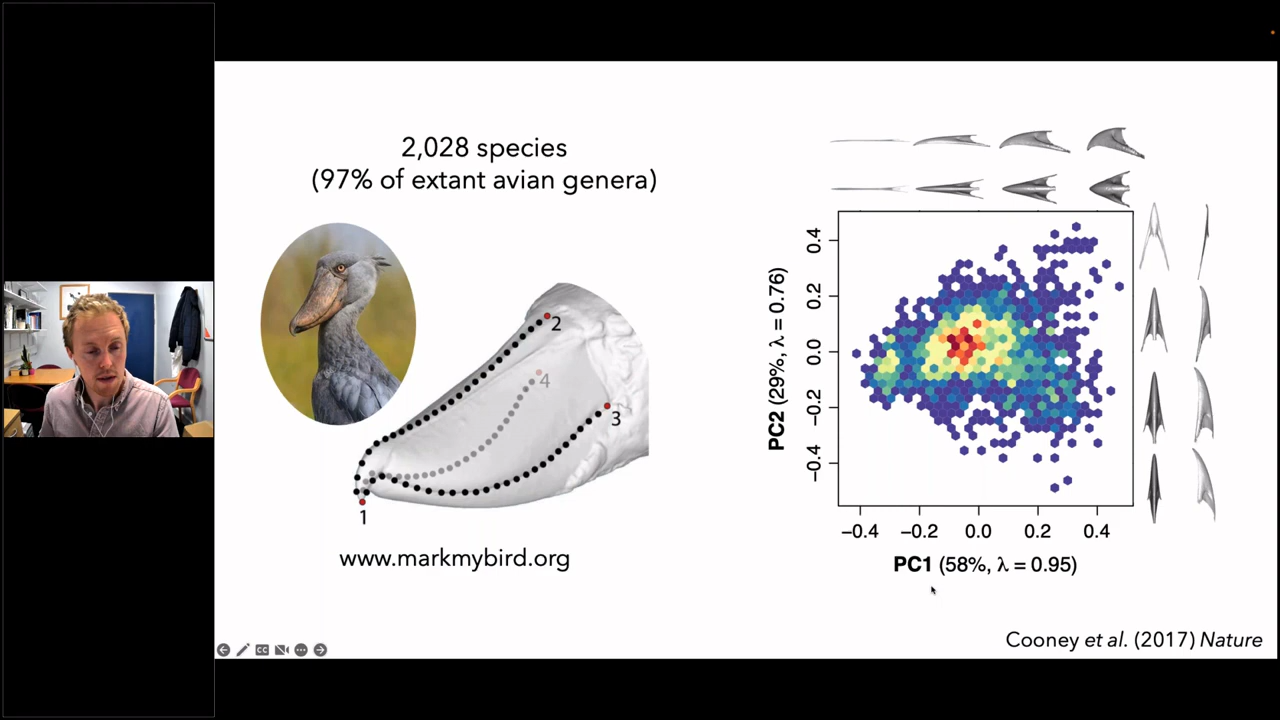 2,028 species
(97% of extant avian genera)
2
4
3
1
www.markmybird.org
PC2 (29%, λ = 0.76)
0.4
0.2
0.0
−0.2
−0.4
−0.4 −0.2 0.0 0.2 0.4
PC1 (58%, λ = 0.95)
CC
Cooney et al. (2017) Nature